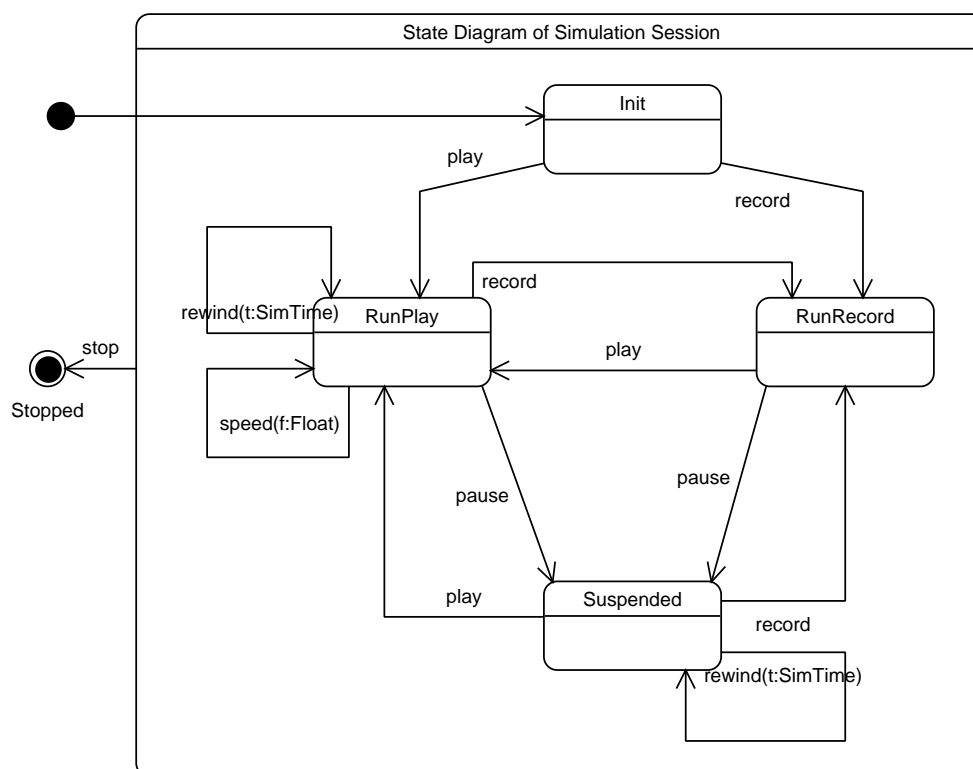 State Diagram of Simulation Session
Init
play
record
record
rewind(t:SimTime)
RunPlay
RunRecord
stop
play
Stopped
speed(f:Float)
pause
pause
play
Suspended
record
rewind(t:SimTime)